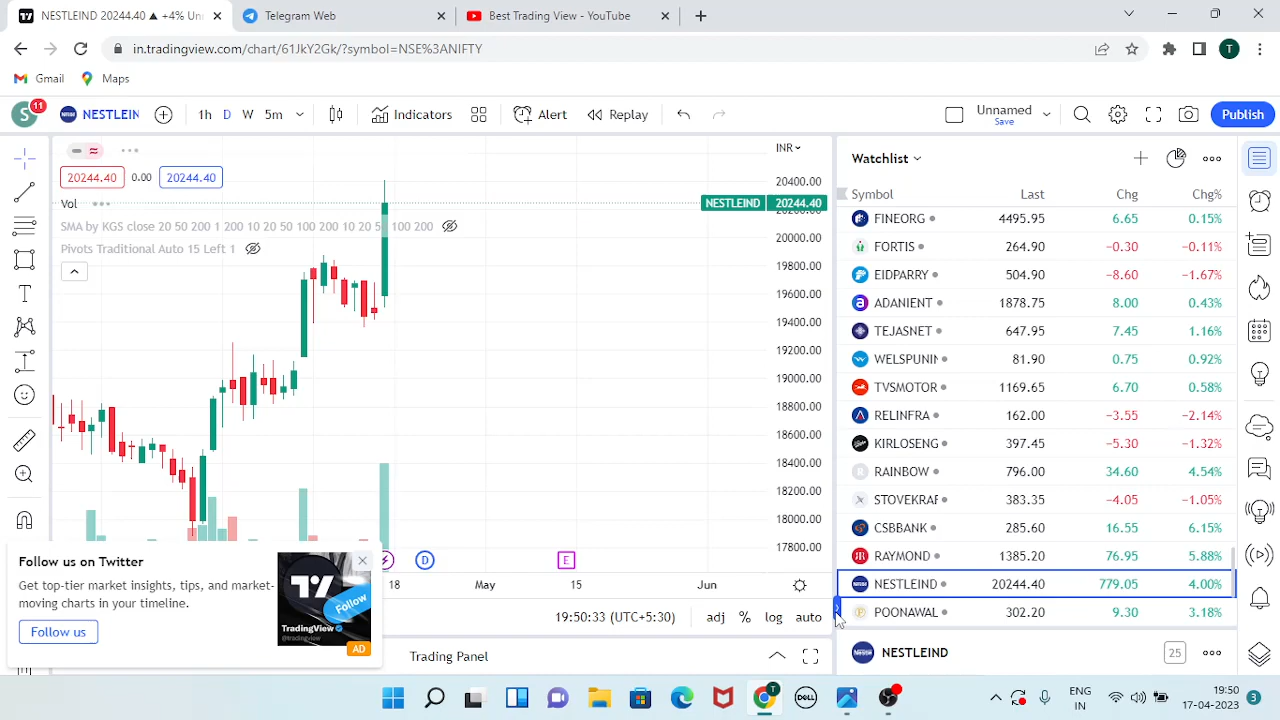 NESTLEIND 20244.40 ▲ +4% Un
Telegram Web
Best Trading View - YouTube
in.tradingview.com/chart/61JkY2Gk/?symbol=NSE%3ANIFTY
T
Gmail
Maps
S
11
NESTLEIN
1h
D
W
5m
Indicators
Alert
Replay
Unnamed
Save
Publish
INR
20244.40
0.00
20244.40
Vol
SMA by KGS close 20 50 200 1 200 10 20 50 100 200 10 20 50 100 200
Pivots Traditional Auto 15 Left 1
NESTLEIND 20244.40
20400.00
20200.00
20000.00
19800.00
19600.00
19400.00
19200.00
19000.00
18800.00
18600.00
18400.00
18200.00
18000.00
17800.00
D
E
18
May
15
Jun
19:50:33 (UTC+5:30)
adj
%
log
auto
Trading Panel
Follow us on Twitter
Get top-tier market insights, tips, and market-
moving charts in your timeline.
Follow us
Follow
TradingView
@tradingview
AD
Watchlist
Symbol Last Chg Chg%
FINEORG 4495.95 6.65 0.15%
FORTIS 264.90 −0.30 −0.11%
EIDPARRY 504.90 −8.60 −1.67%
ADANIENT 1878.75 8.00 0.43%
TEJASNET 647.95 7.45 1.16%
WELSPUNIN 81.90 0.75 0.92%
TVSMOTOR 1169.65 6.70 0.58%
RELINFRA 162.00 −3.55 −2.14%
KIRLOSENG 397.45 −5.30 −1.32%
R RAINBOW 796.00 34.60 4.54%
STOVEKRAF 383.35 −4.05 −1.05%
CSBBANK 285.60 16.55 6.15%
RAYMOND 1385.20 76.95 5.88%
NESTLEIND 20244.40 779.05 4.00%
POONAWAL 302.20 9.30 3.18%
NESTLEIND
25
DELL
ENG
IN
19:50
17-04-2023
3